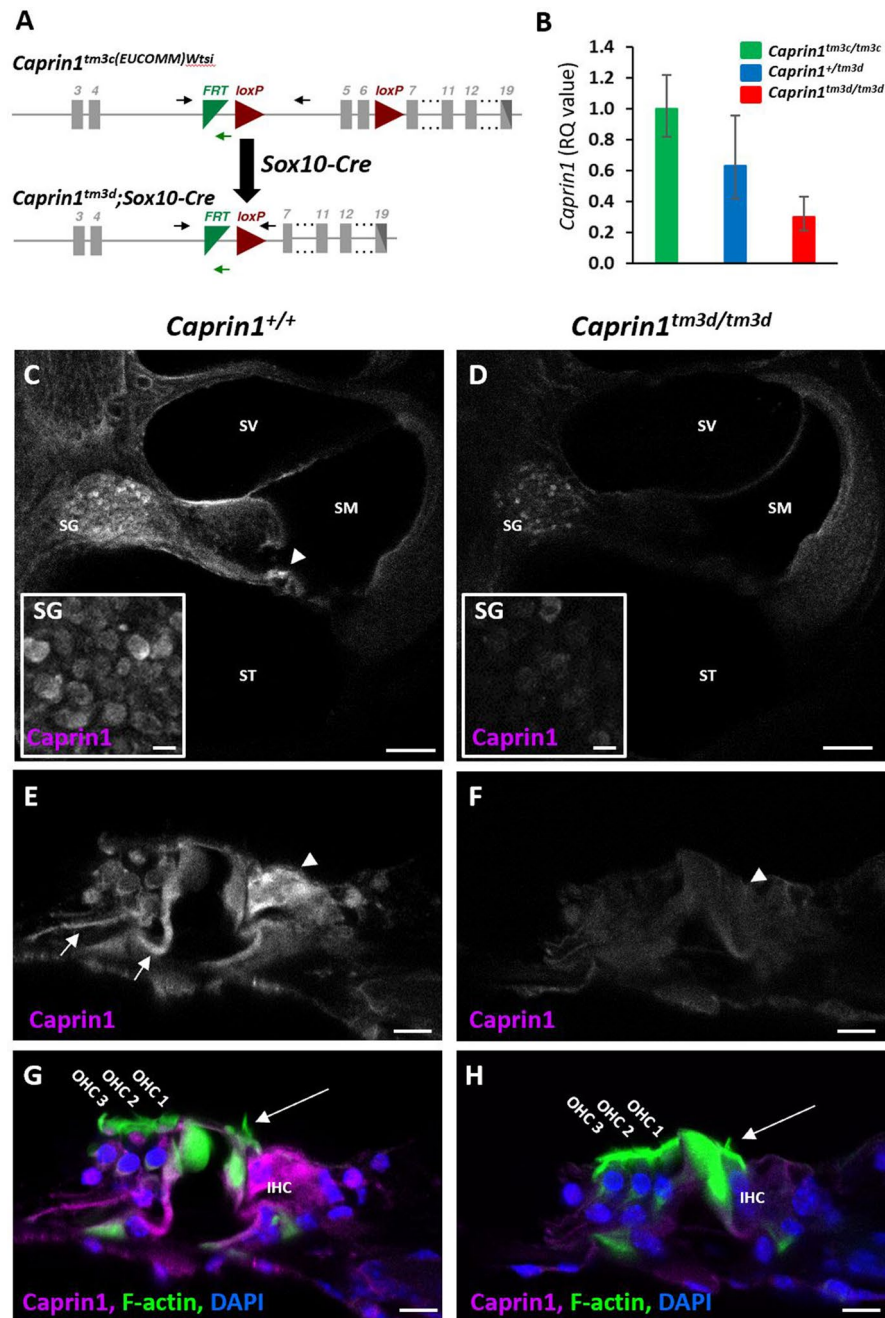 A
Caprin1tm3c(EUCOMM)Wtsi
3 4 FRT loxP 5 6 loxP 7 11 12 19
Sox10-Cre
Caprin1tm3d;Sox10-Cre
3 4 FRT loxP 7 11 12 19
B
Caprin1 (RQ value)
1.4
1.2
1.0
0.8
0.6
0.4
0.2
0.0
Caprin1tm3c/tm3c
Caprin1+/tm3d
Caprin1tm3d/tm3d
Caprin1+/+
Caprin1tm3d/tm3d
C
SV
SM
SG
ST
SG
Caprin1
D
SV
SM
SG
ST
SG
Caprin1
E
Caprin1
F
Caprin1
G
OHC 3
OHC 2
OHC 1
IHC
Caprin1, F-actin, DAPI
H
OHC 3
OHC 2
OHC 1
IHC
Caprin1, F-actin, DAPI